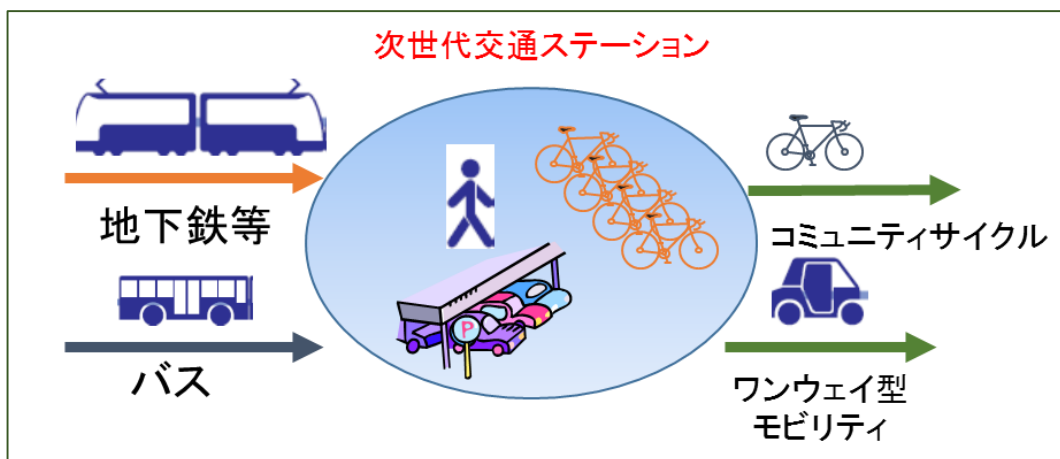 次世代交通ステーション
地下鉄等
バス
P
コミュニティサイクル
ワンウェイ型
モビリティ